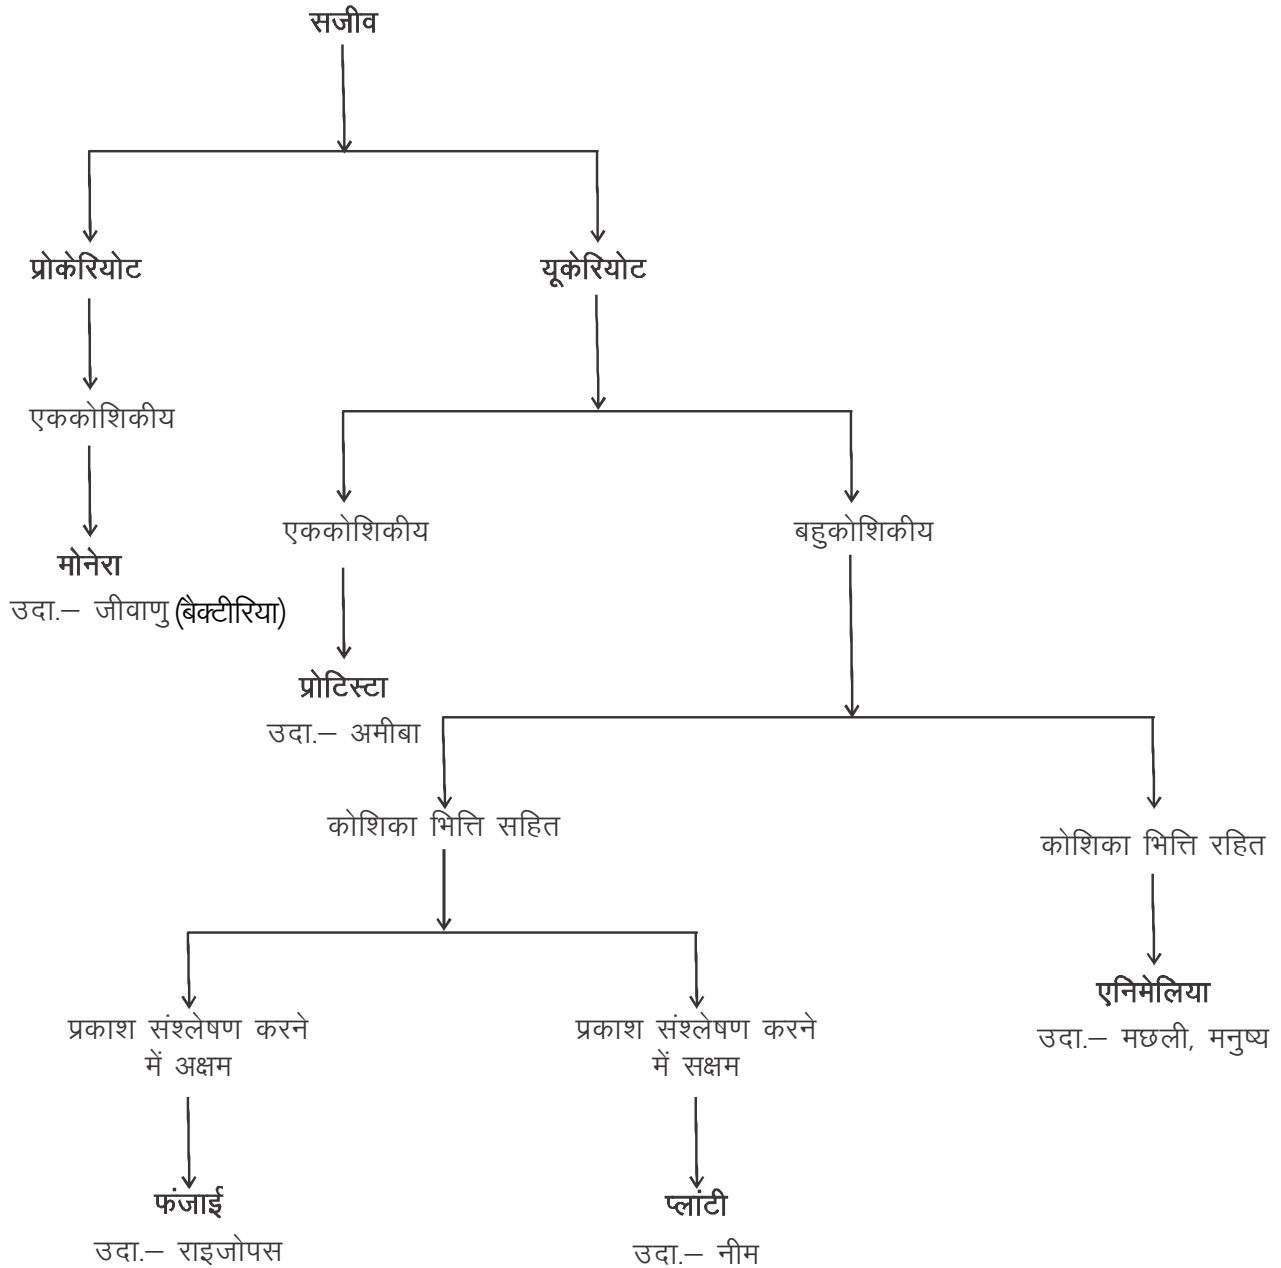 सजीव
प्रोकेरियोट
यूकेरियोट
एककोशिकीय
एककोशिकीय
बहुकोशिकीय
मोनेरा
उदा.– जीवाणु (बैक्टीरिया)
प्रोटिस्टा
उदा.– अमीबा
कोशिका भित्ति सहित
कोशिका भित्ति रहित
एनिमेलिया
उदा.– मछली, मनुष्य
प्रकाश संश्लेषण करने
में अक्षम
प्रकाश संश्लेषण करने
में सक्षम
फंजाई
उदा.– राइजोपस
प्लांटी
उदा.– नीम